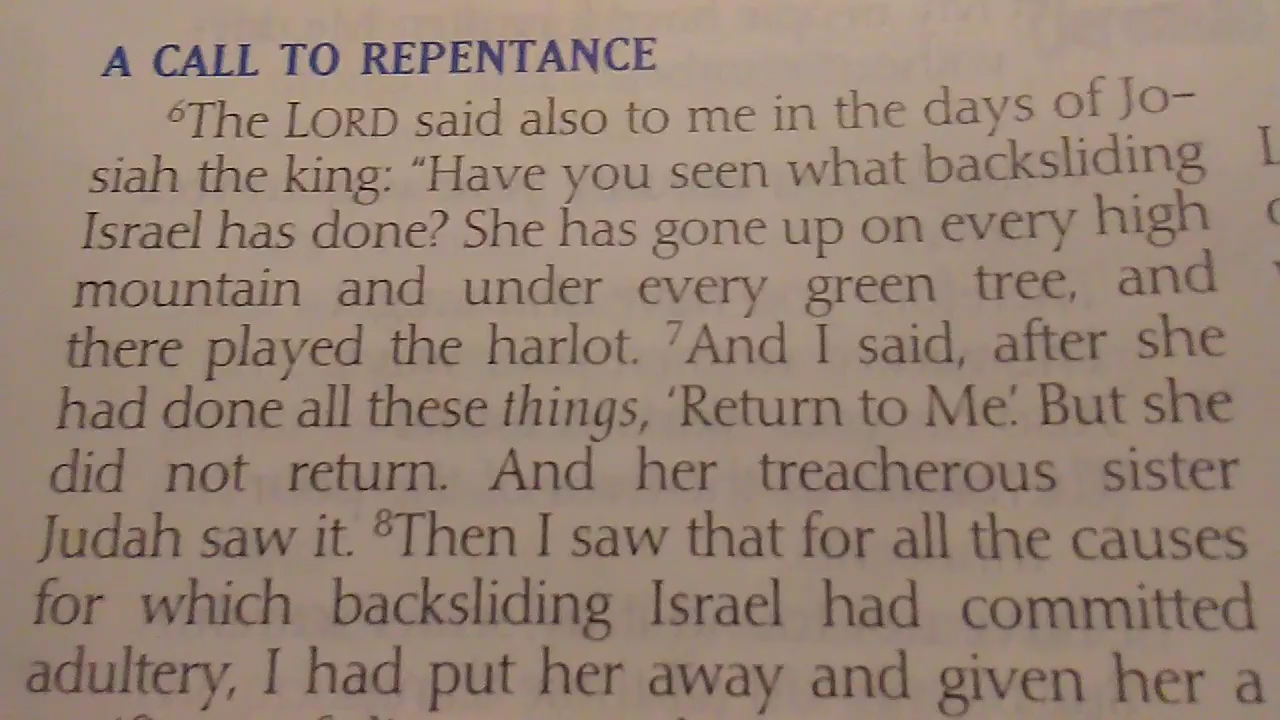 A CALL TO REPENTANCE
⁶The LORD said also to me in the days of Jo-
siah the king: “Have you seen what backsliding
Israel has done? She has gone up on every high
mountain and under every green tree, and
there played the harlot. ⁷And I said, after she
had done all these things, ‘Return to Me.’ But she
did not return. And her treacherous sister
Judah saw it. ⁸Then I saw that for all the causes
for which backsliding Israel had committed
adultery, I had put her away and given her a